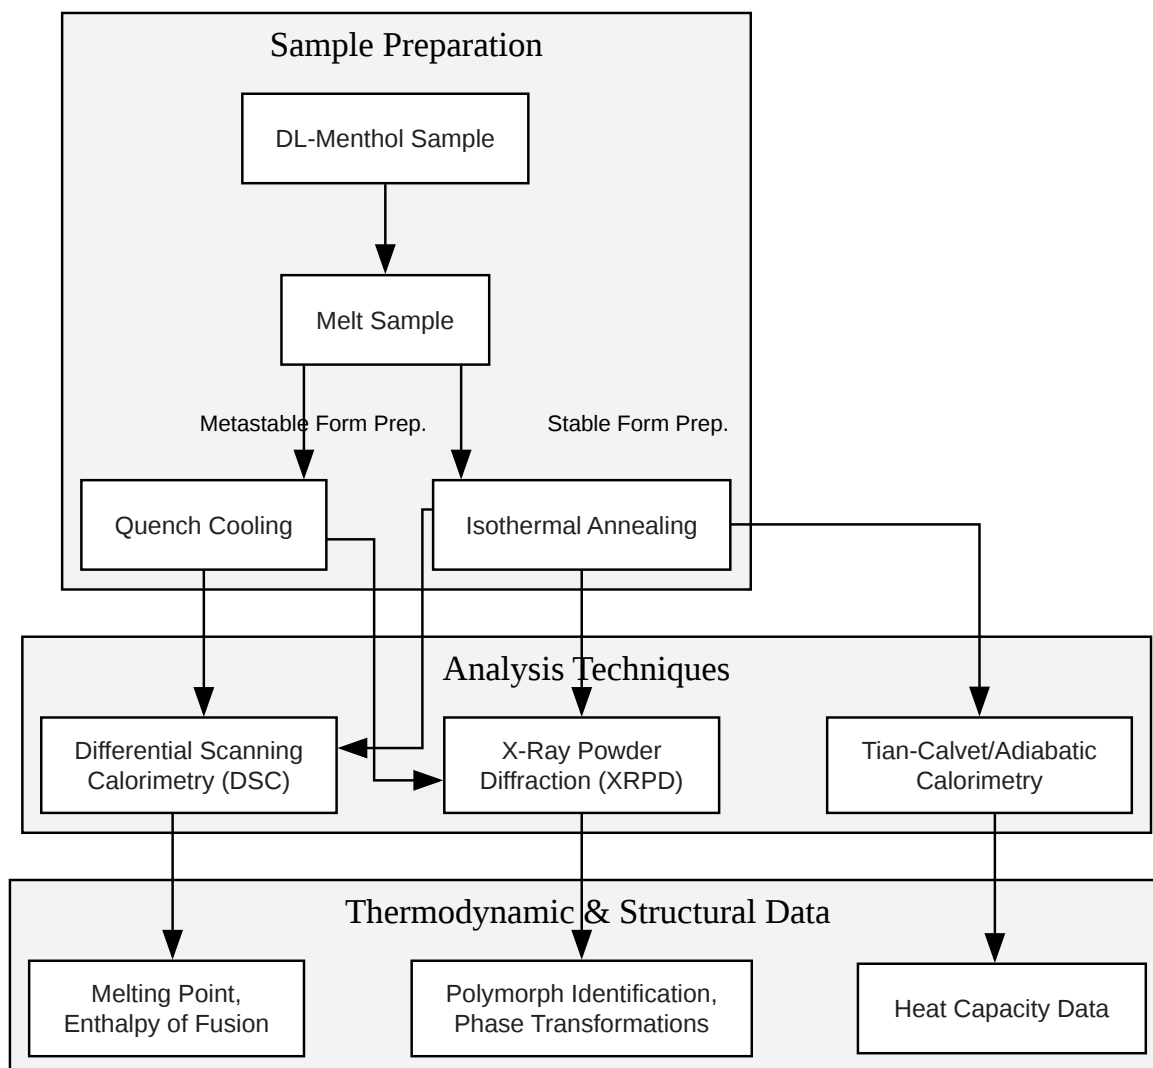 Sample Preparation
DL-Menthol Sample
Melt Sample
Metastable Form Prep.
Stable Form Prep.
Quench Cooling
Isothermal Annealing
Analysis Techniques
Differential Scanning
Calorimetry (DSC)
X-Ray Powder
Diffraction (XRPD)
Tian-Calvet/Adiabatic
Calorimetry
Thermodynamic & Structural Data
Melting Point,
Enthalpy of Fusion
Polymorph Identification,
Phase Transformations
Heat Capacity Data